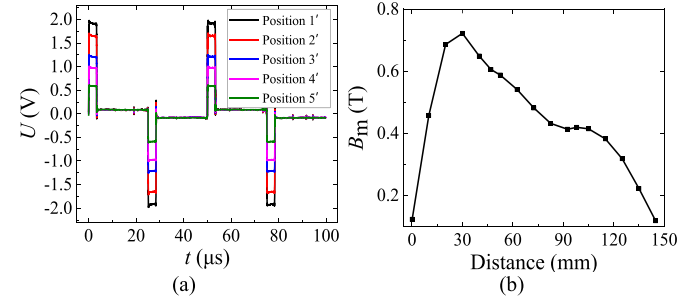 (a)
2.0
1.5
1.0
0.5
0.0
-0.5
-1.0
-1.5
-2.0
U (V)
Position 1′
Position 2′
Position 3′
Position 4′
Position 5′
0 20 40 60 80 100
t (μs)
(a)
0.8
0.6
0.4
0.2
Bm (T)
0 30 60 90 120 150
Distance (mm)
(b)